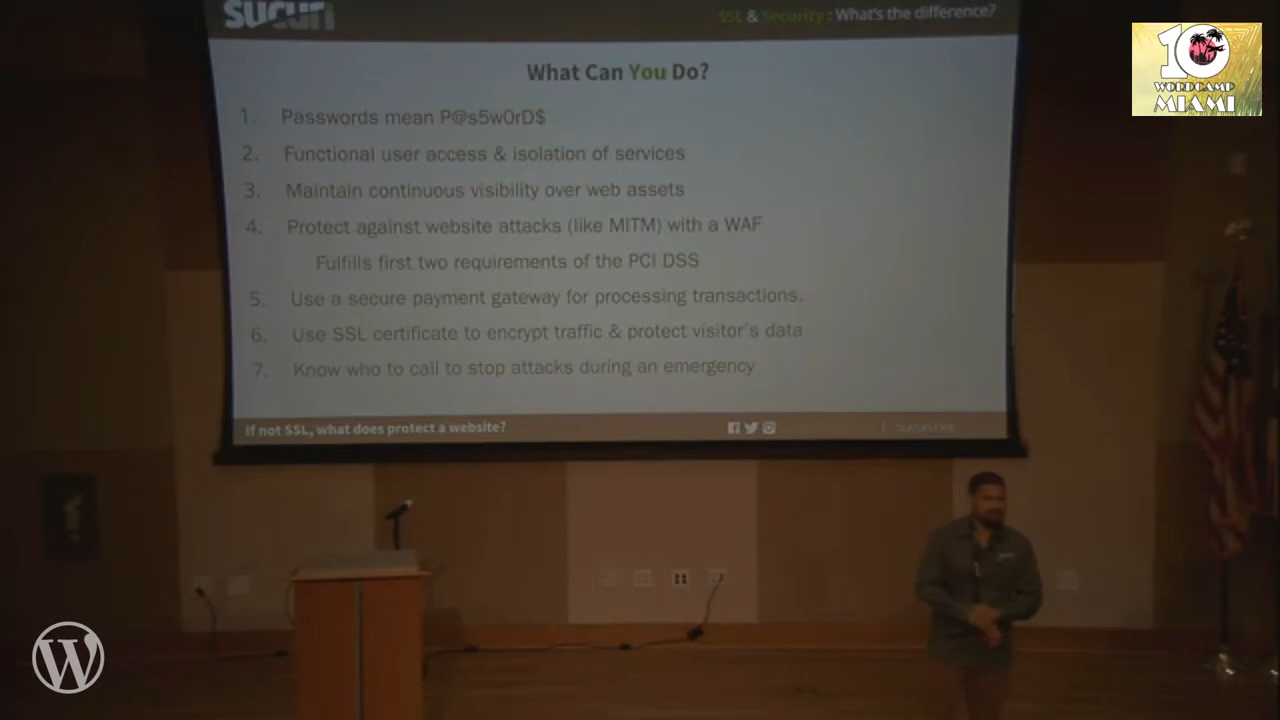 sucuri
SSL & Security : What's the difference?
What Can You Do?
1. Passwords mean P@s5w0rD$
2. Functional user access & isolation of services
3. Maintain continuous visibility over web assets
4. Protect against website attacks (like MITM) with a WAF
Fulfills first two requirements of the PCI DSS
5. Use a secure payment gateway for processing transactions.
6. Use SSL certificate to encrypt traffic & protect visitor's data
7. Know who to call to stop attacks during an emergency
If not SSL, what does protect a website?
| sucuri.net
10
WORDCAMP
MIAMI
W